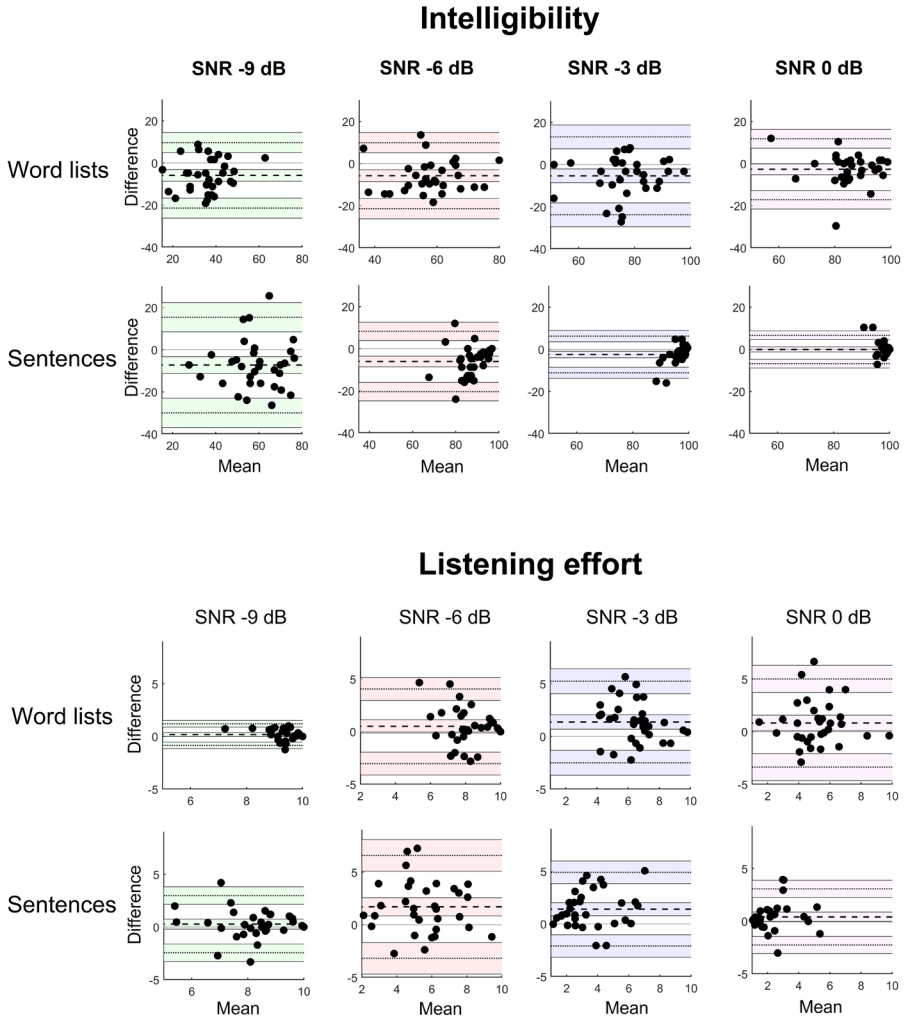 Intelligibility
SNR -9 dB SNR -6 dB SNR -3 dB SNR 0 dB
Word lists
Difference
20 0 -20 -40
20 40 60 80
20 0 -20 -40
40 60 80
20 0 -20 -40
60 80 100
20 0 -20 -40
60 80 100
Sentences
Difference
20 0 -20 -40
20 40 60 80
20 0 -20 -40
40 60 80 100
20 0 -20 -40
60 80 100
20 0 -20 -40
60 80 100
Mean Mean Mean Mean
Listening effort
SNR -9 dB SNR -6 dB SNR -3 dB SNR 0 dB
Word lists
Difference
5 0 -5
6 8 10
5 0 -5
2 4 6 8 10
5 0 -5
2 4 6 8 10
5 0 -5
2 4 6 8 10
Sentences
Difference
5 0 -5
6 8 10
5 0 -5
2 4 6 8 10
5 0 -5
2 4 6 8 10
5 0 -5
2 4 6 8 10
Mean Mean Mean Mean